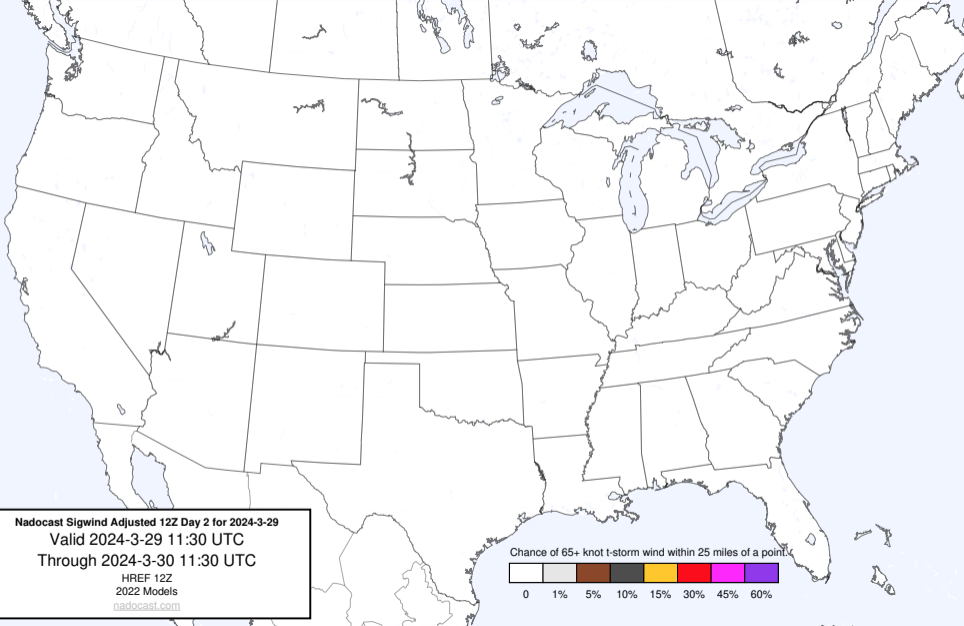 Nadocast Sigwind Adjusted 12Z Day 2 for 2024-3-29
Valid 2024-3-29 11:30 UTC
Through 2024-3-30 11:30 UTC
HREF 12Z
2022 Models
nadocast.com
Chance of 65+ knot t-storm wind within 25 miles of a point.
0 1% 5% 10% 15% 30% 45% 60%